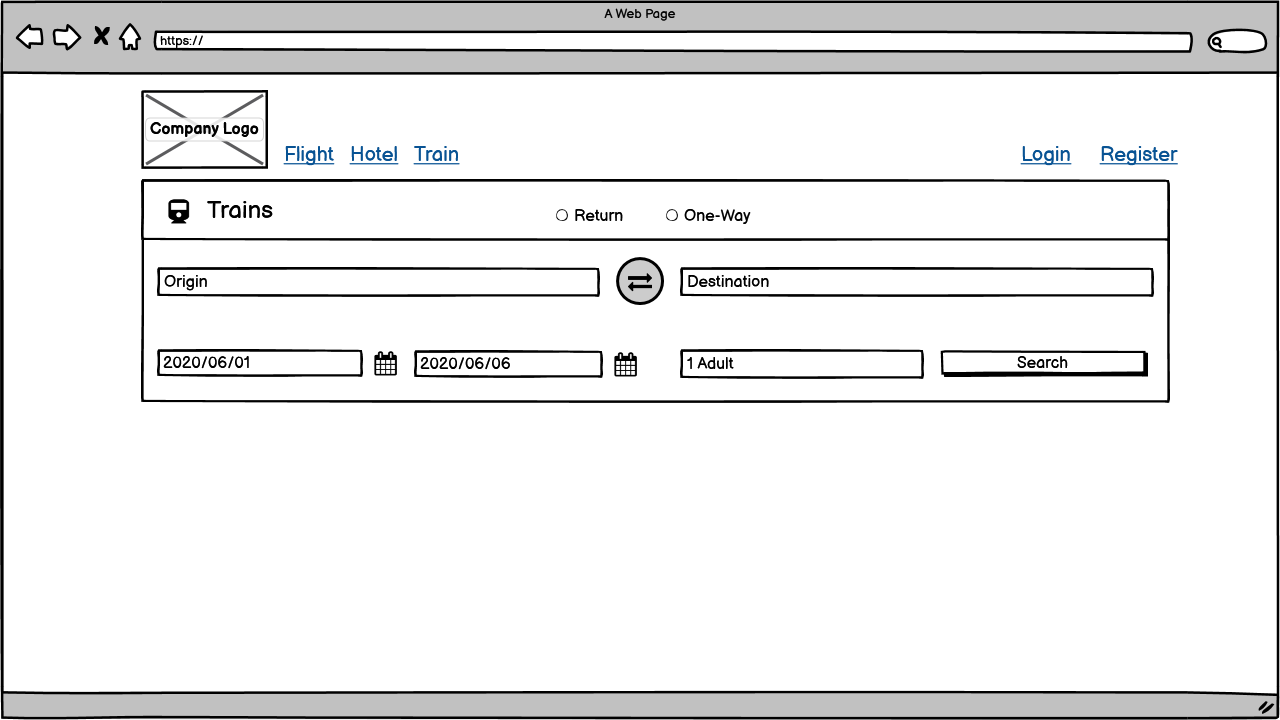 A Web Page
https://
Company Logo
Flight Hotel Train Login Register
Trains Return One-Way
Origin Destination
2020/06/01 2020/06/06 1 Adult Search